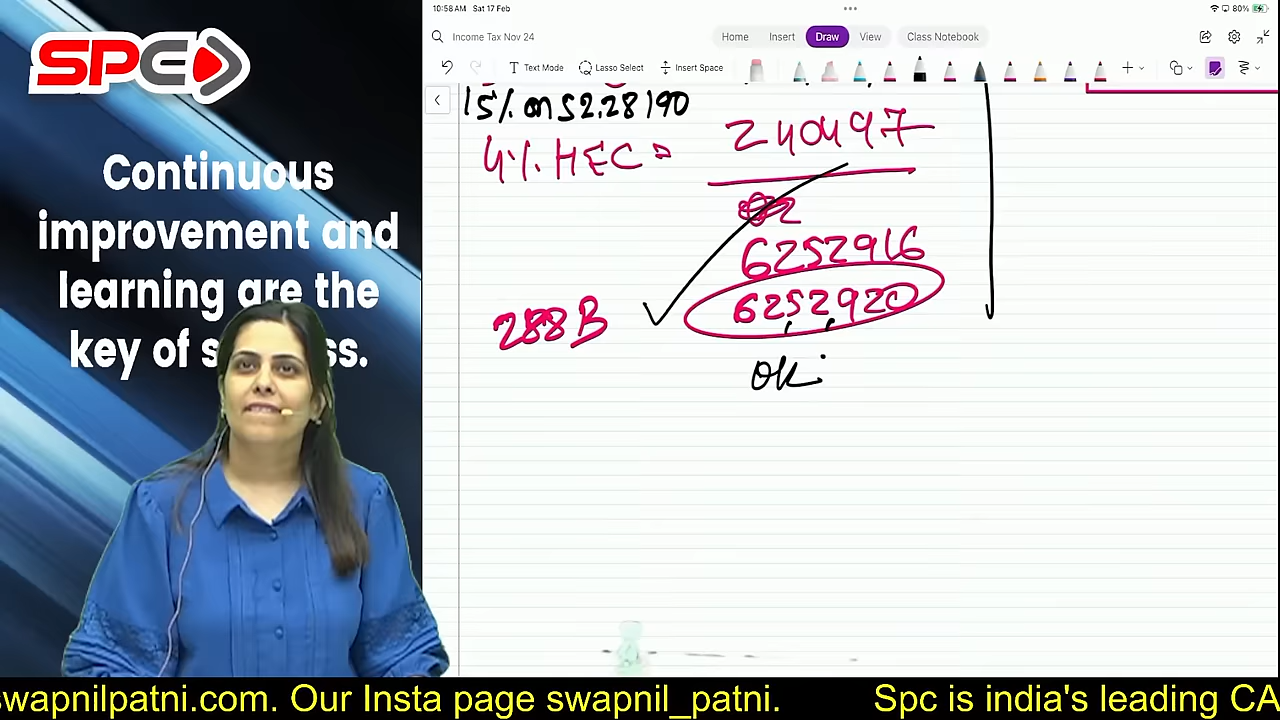 10:58 AM Sat 17 Feb
80%
Income Tax Nov 24
Home Insert Draw View Class Notebook
Text Mode Lasso Select Insert Space
SPC
Continuous
improvement and
learning are the
key of s ss.
15% on 52,28190
4% HEC =
240497
6252916
288B
6252920
ok
swapnilpatni.com. Our Insta page swapnil_patni. Spc is india's leading CA